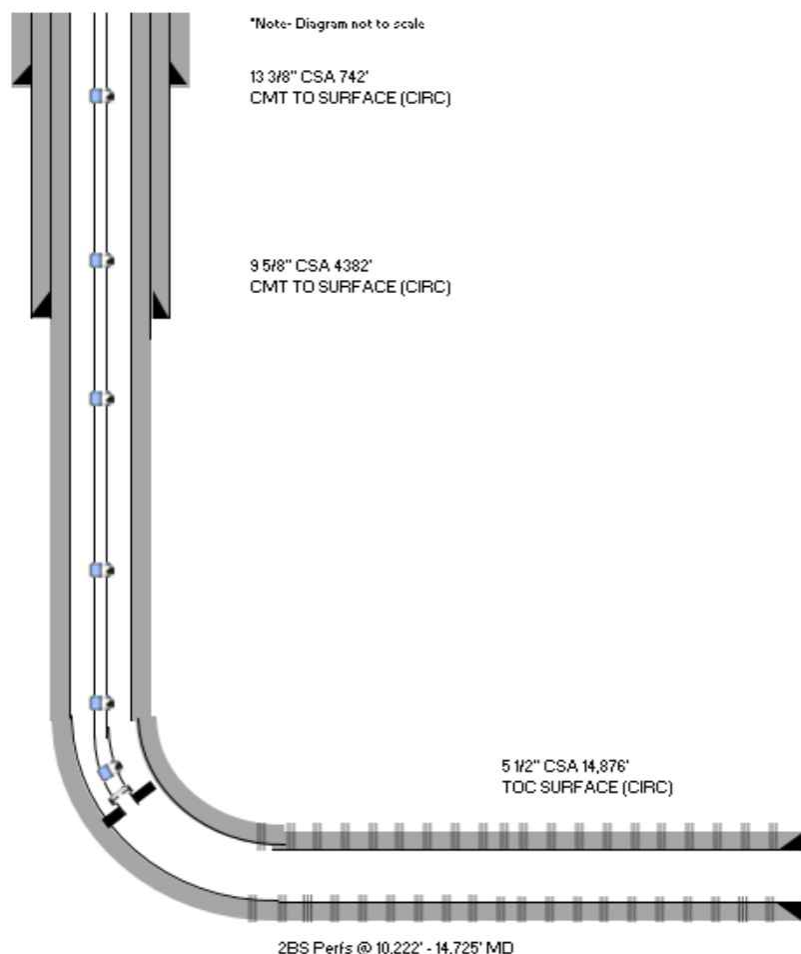 *Note- Diagram not to scale
13 3/8" CSA 742'
CMT TO SURFACE (CIRC)
9 5/8" CSA 4382'
CMT TO SURFACE (CIRC)
5 1/2" CSA 14,876'
TOC SURFACE (CIRC)
2BS Perfs @ 10,222' - 14,725' MD